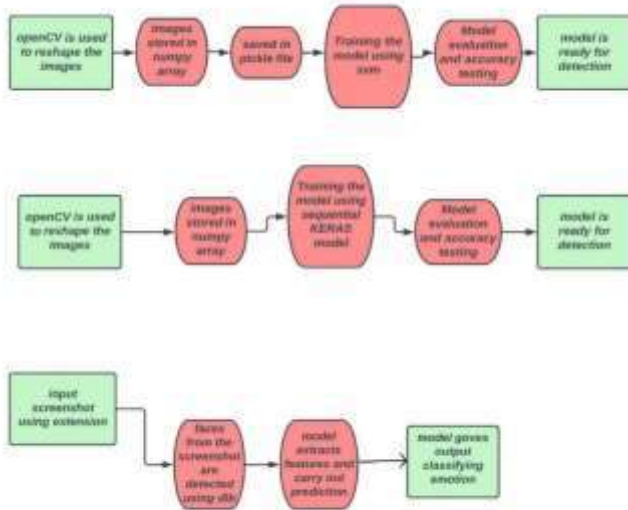 openCV is used
to reshape the
images
images
stored in
numpy
array
saved in
pickle file
Training the
model using
svm
Model
evaluation
and accuracy
testing
model is
ready for
detection
openCV is used
to reshape the
images
images
stored in
numpy
array
Training the
model using
sequential
KERAS
model
Model
evaluation
and accuracy
testing
model is
ready for
detection
input
screenshot
using extension
faces
from the
screenshot
are
detected
using dlib
model
extracts
features and
carry out
prediction
model goves
output
classifying
emotion